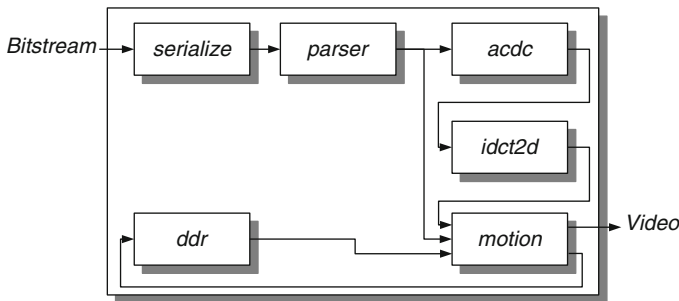 Bitstream
serialize
parser
acdc
idct2d
ddr
motion
Video